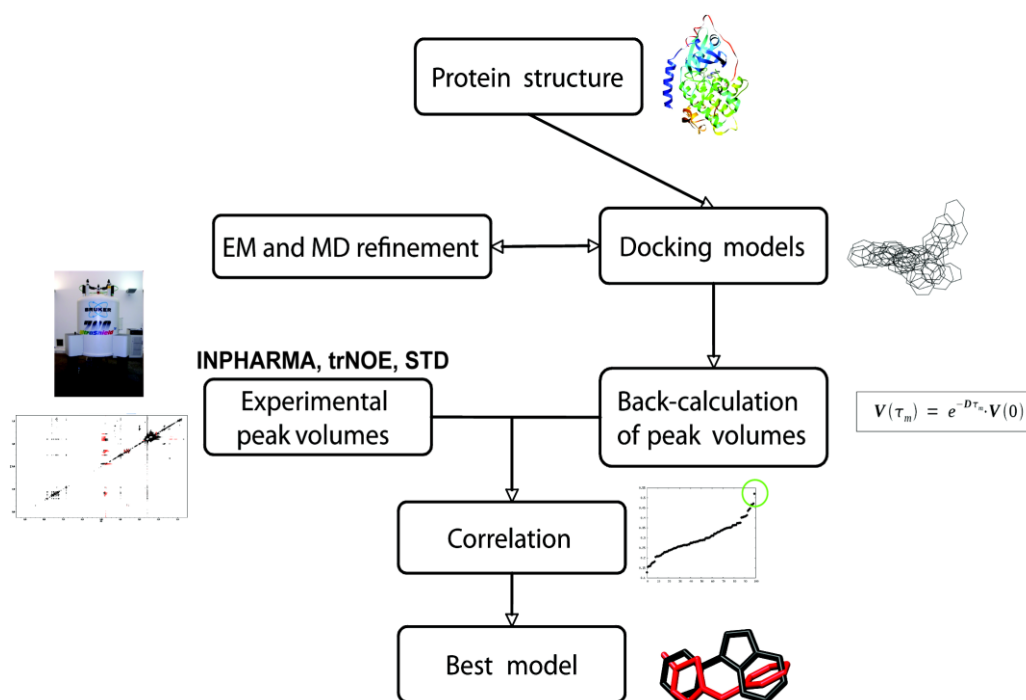 Protein structure
EM and MD refinement
Docking models
BRUKER
INPHARMA, trNOE, STD
Experimental
peak volumes
Back-calculation
of peak volumes
V(τₘ) = e^{-Dτₘ}·V(0)
Correlation
Best model